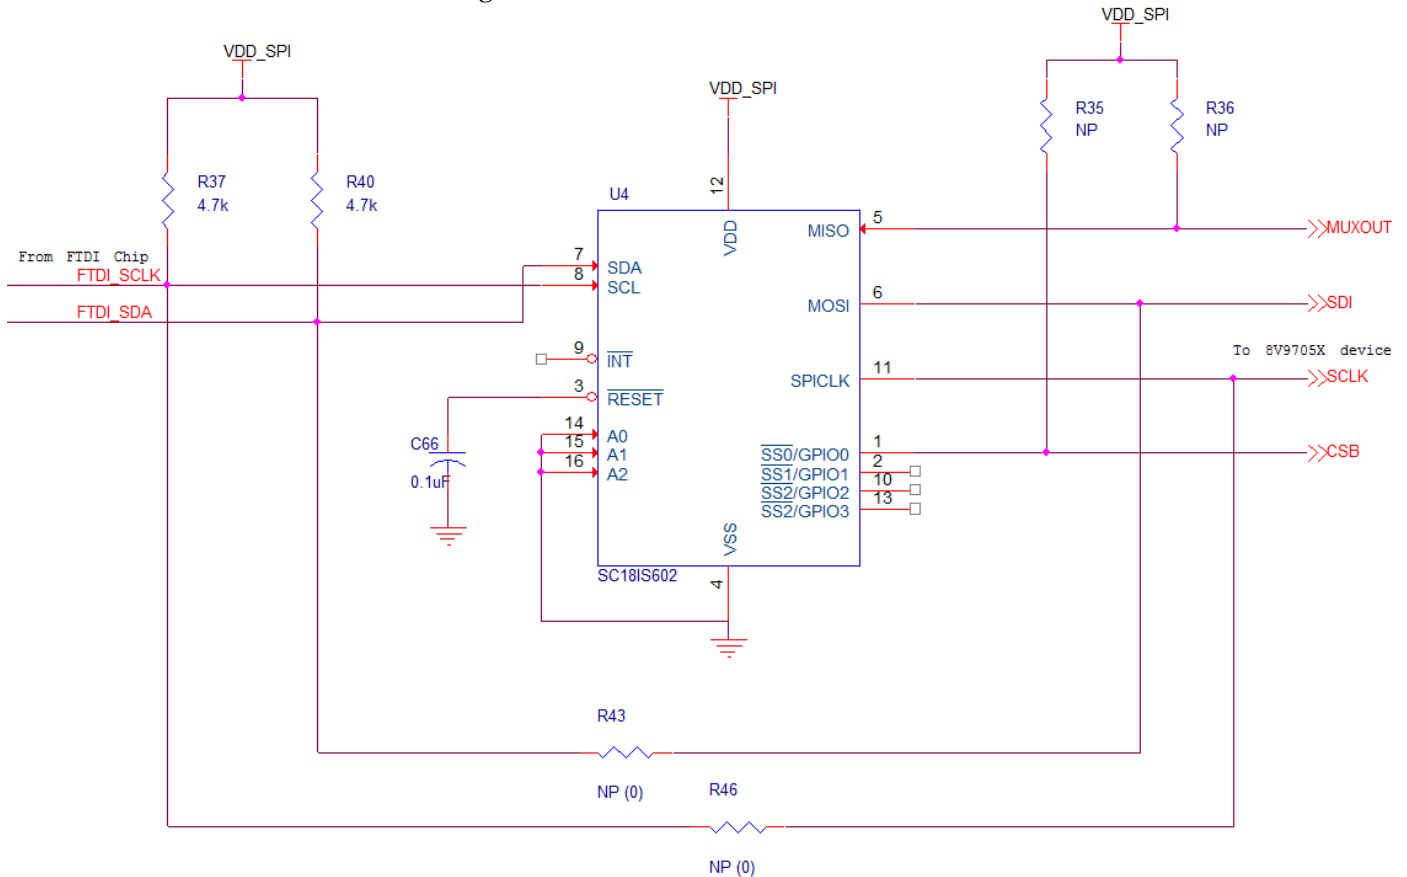 g
VDD_SPI
VDD_SPI
VDD_SPI
R35
NP
R36
NP
R37
4.7k
R40
4.7k
U4
12
VDD
MISO
5
MUXOUT
From FTDI Chip
FTDI_SCLK
FTDI_SDA
7
SDA
8
SCL
MOSI
6
SDI
To 8V9705X device
9
INT
SPICLK
11
SCLK
3
RESET
14
A0
15
A1
16
A2
C66
0.1uF
SS0/GPIO0
1
CSB
SS1/GPIO1
2
SS2/GPIO2
10
SS2/GPIO3
13
VSS
4
SC18IS602
R43
NP (0)
R46
NP (0)